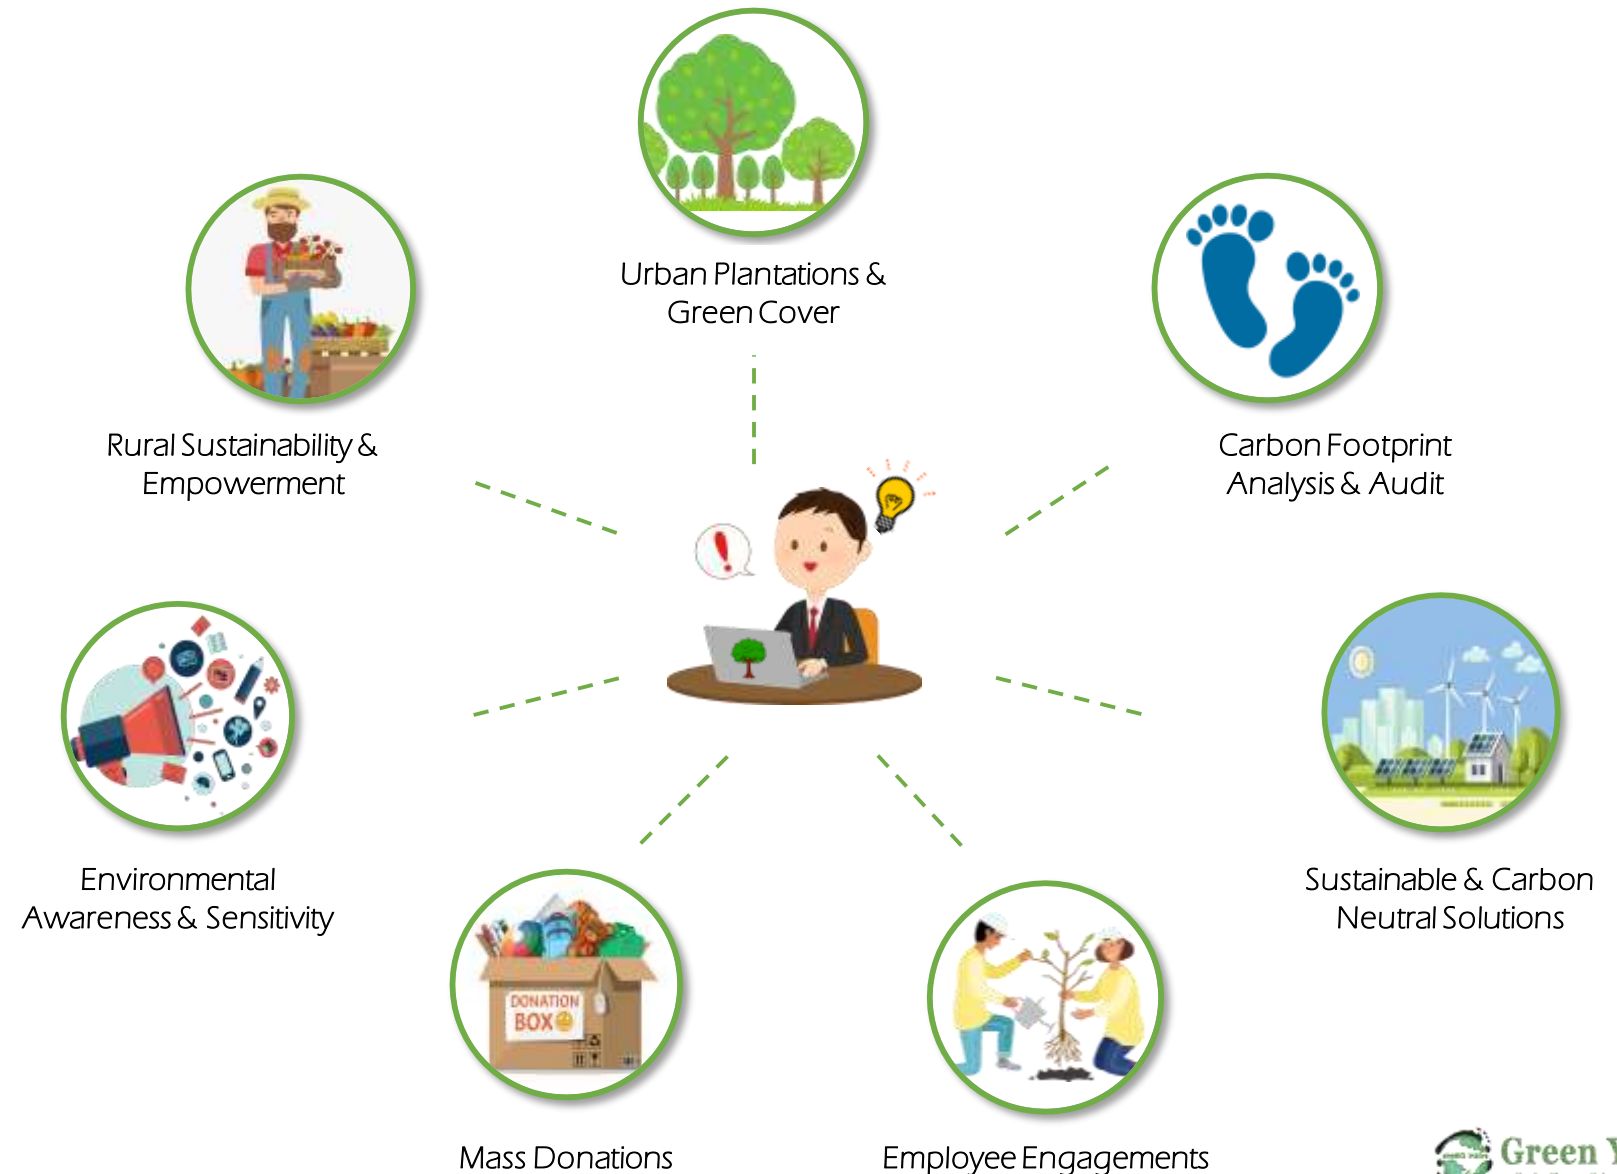 Urban Plantations &
Green Cover
Rural Sustainability &
Empowerment
Carbon Footprint
Analysis & Audit
Environmental
Awareness & Sensitivity
Sustainable & Carbon
Neutral Solutions
DONATION
BOX
Mass Donations
Employee Engagements
Green